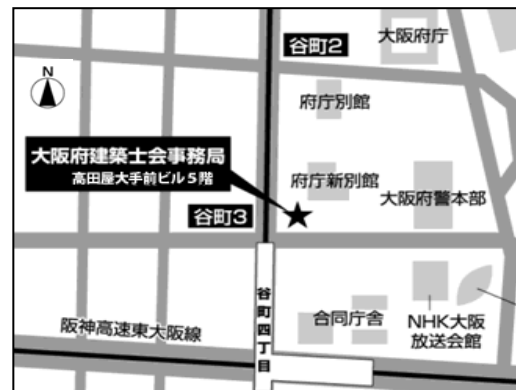 谷町2
大阪府庁
N
府庁別館
大阪府建築士会事務局
高田屋大手前ビル5階
府庁新別館
大阪府警本部
谷町3
谷町四丁目
阪神高速東大阪線
合同庁舎
NHK大阪
放送会館